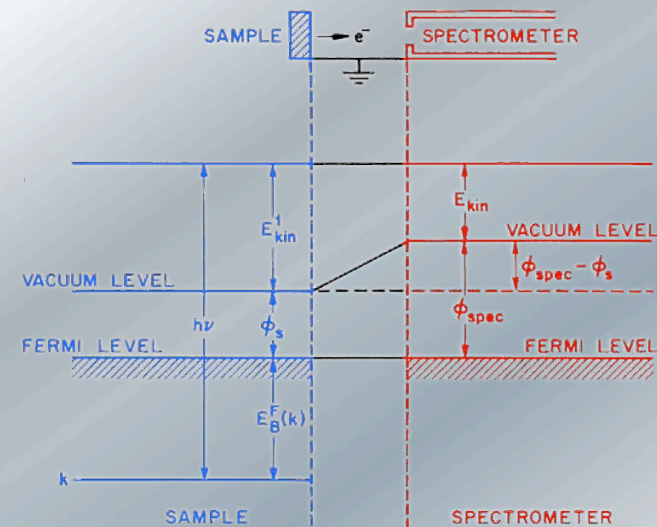 SAMPLE
e⁻
SPECTROMETER
E¹kin
Ekin
VACUUM LEVEL
VACUUM LEVEL
ϕspec − ϕs
hν
ϕs
ϕspec
FERMI LEVEL
FERMI LEVEL
E_B^F(k)
k
SAMPLE
SPECTROMETER